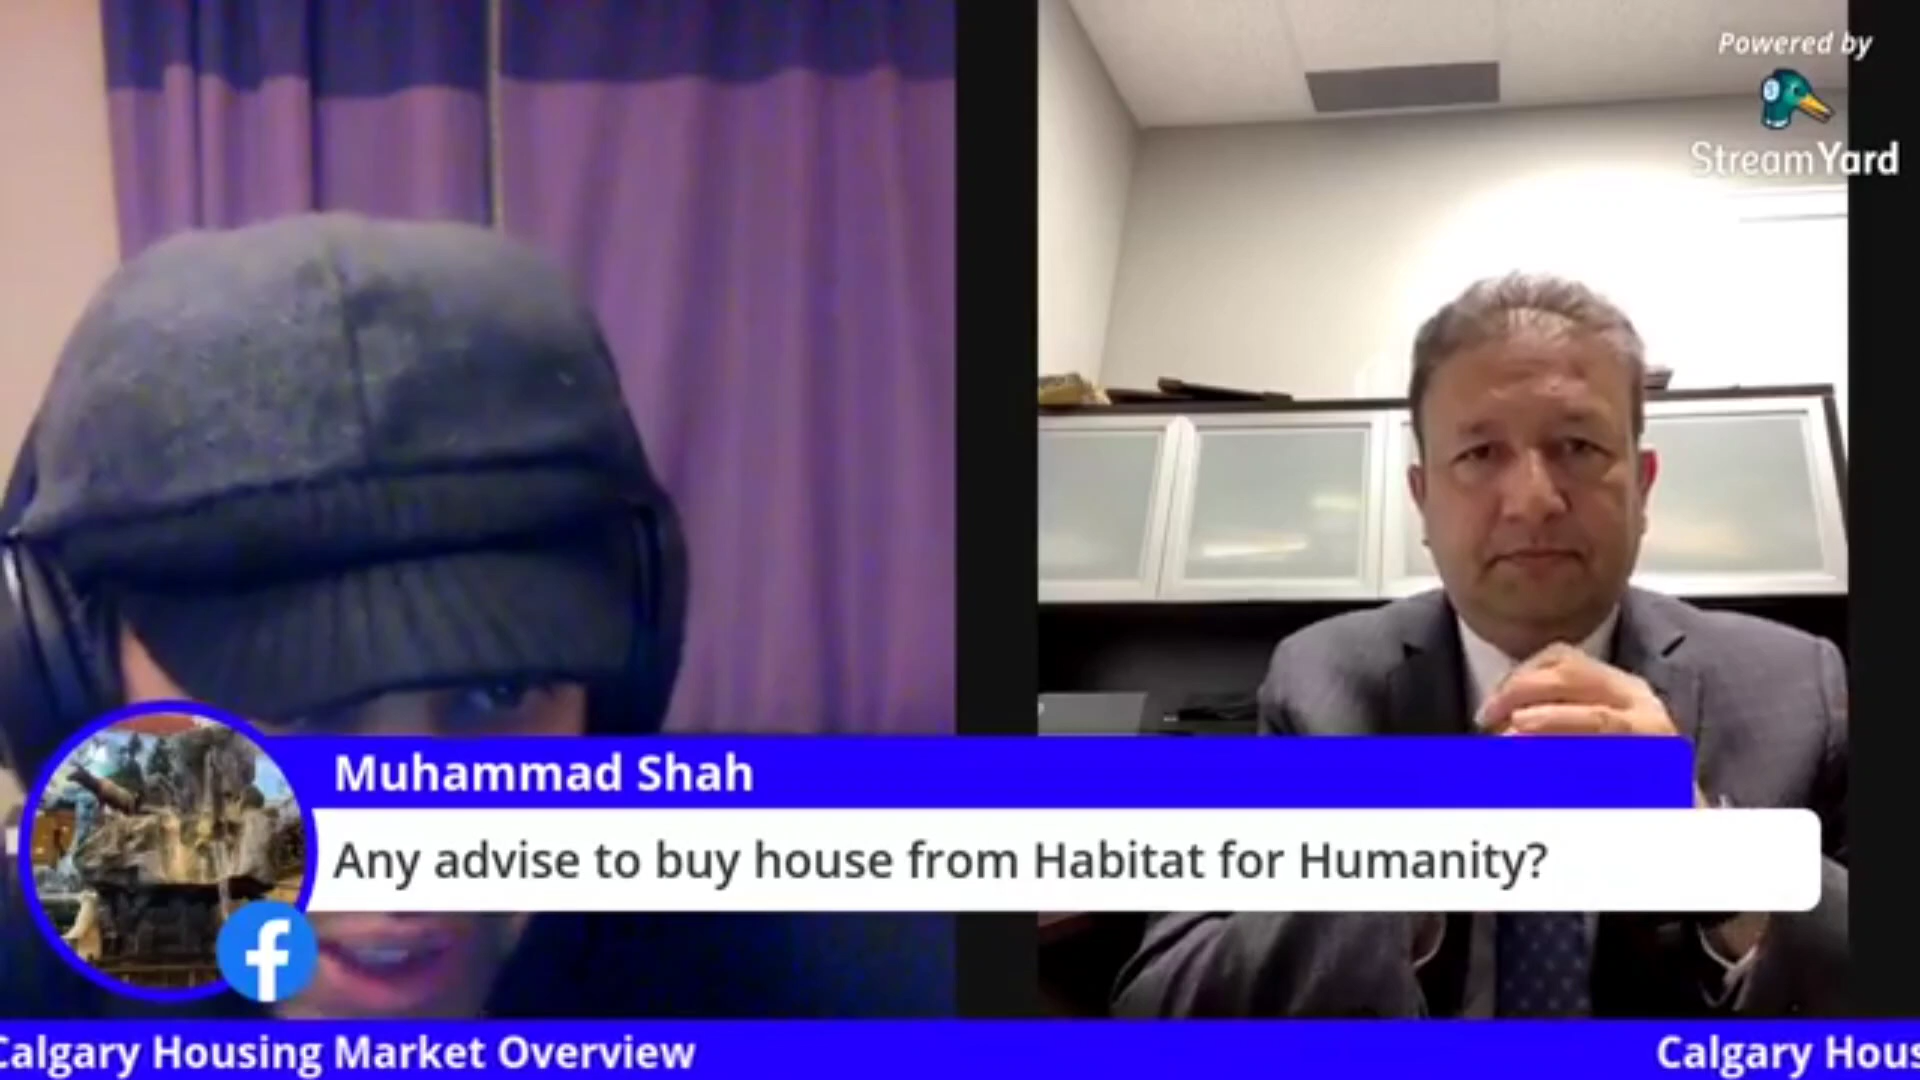 Powered by
StreamYard
Muhammad Shah
Any advise to buy house from Habitat for Humanity?
Calgary Housing Market Overview
Calgary Hous